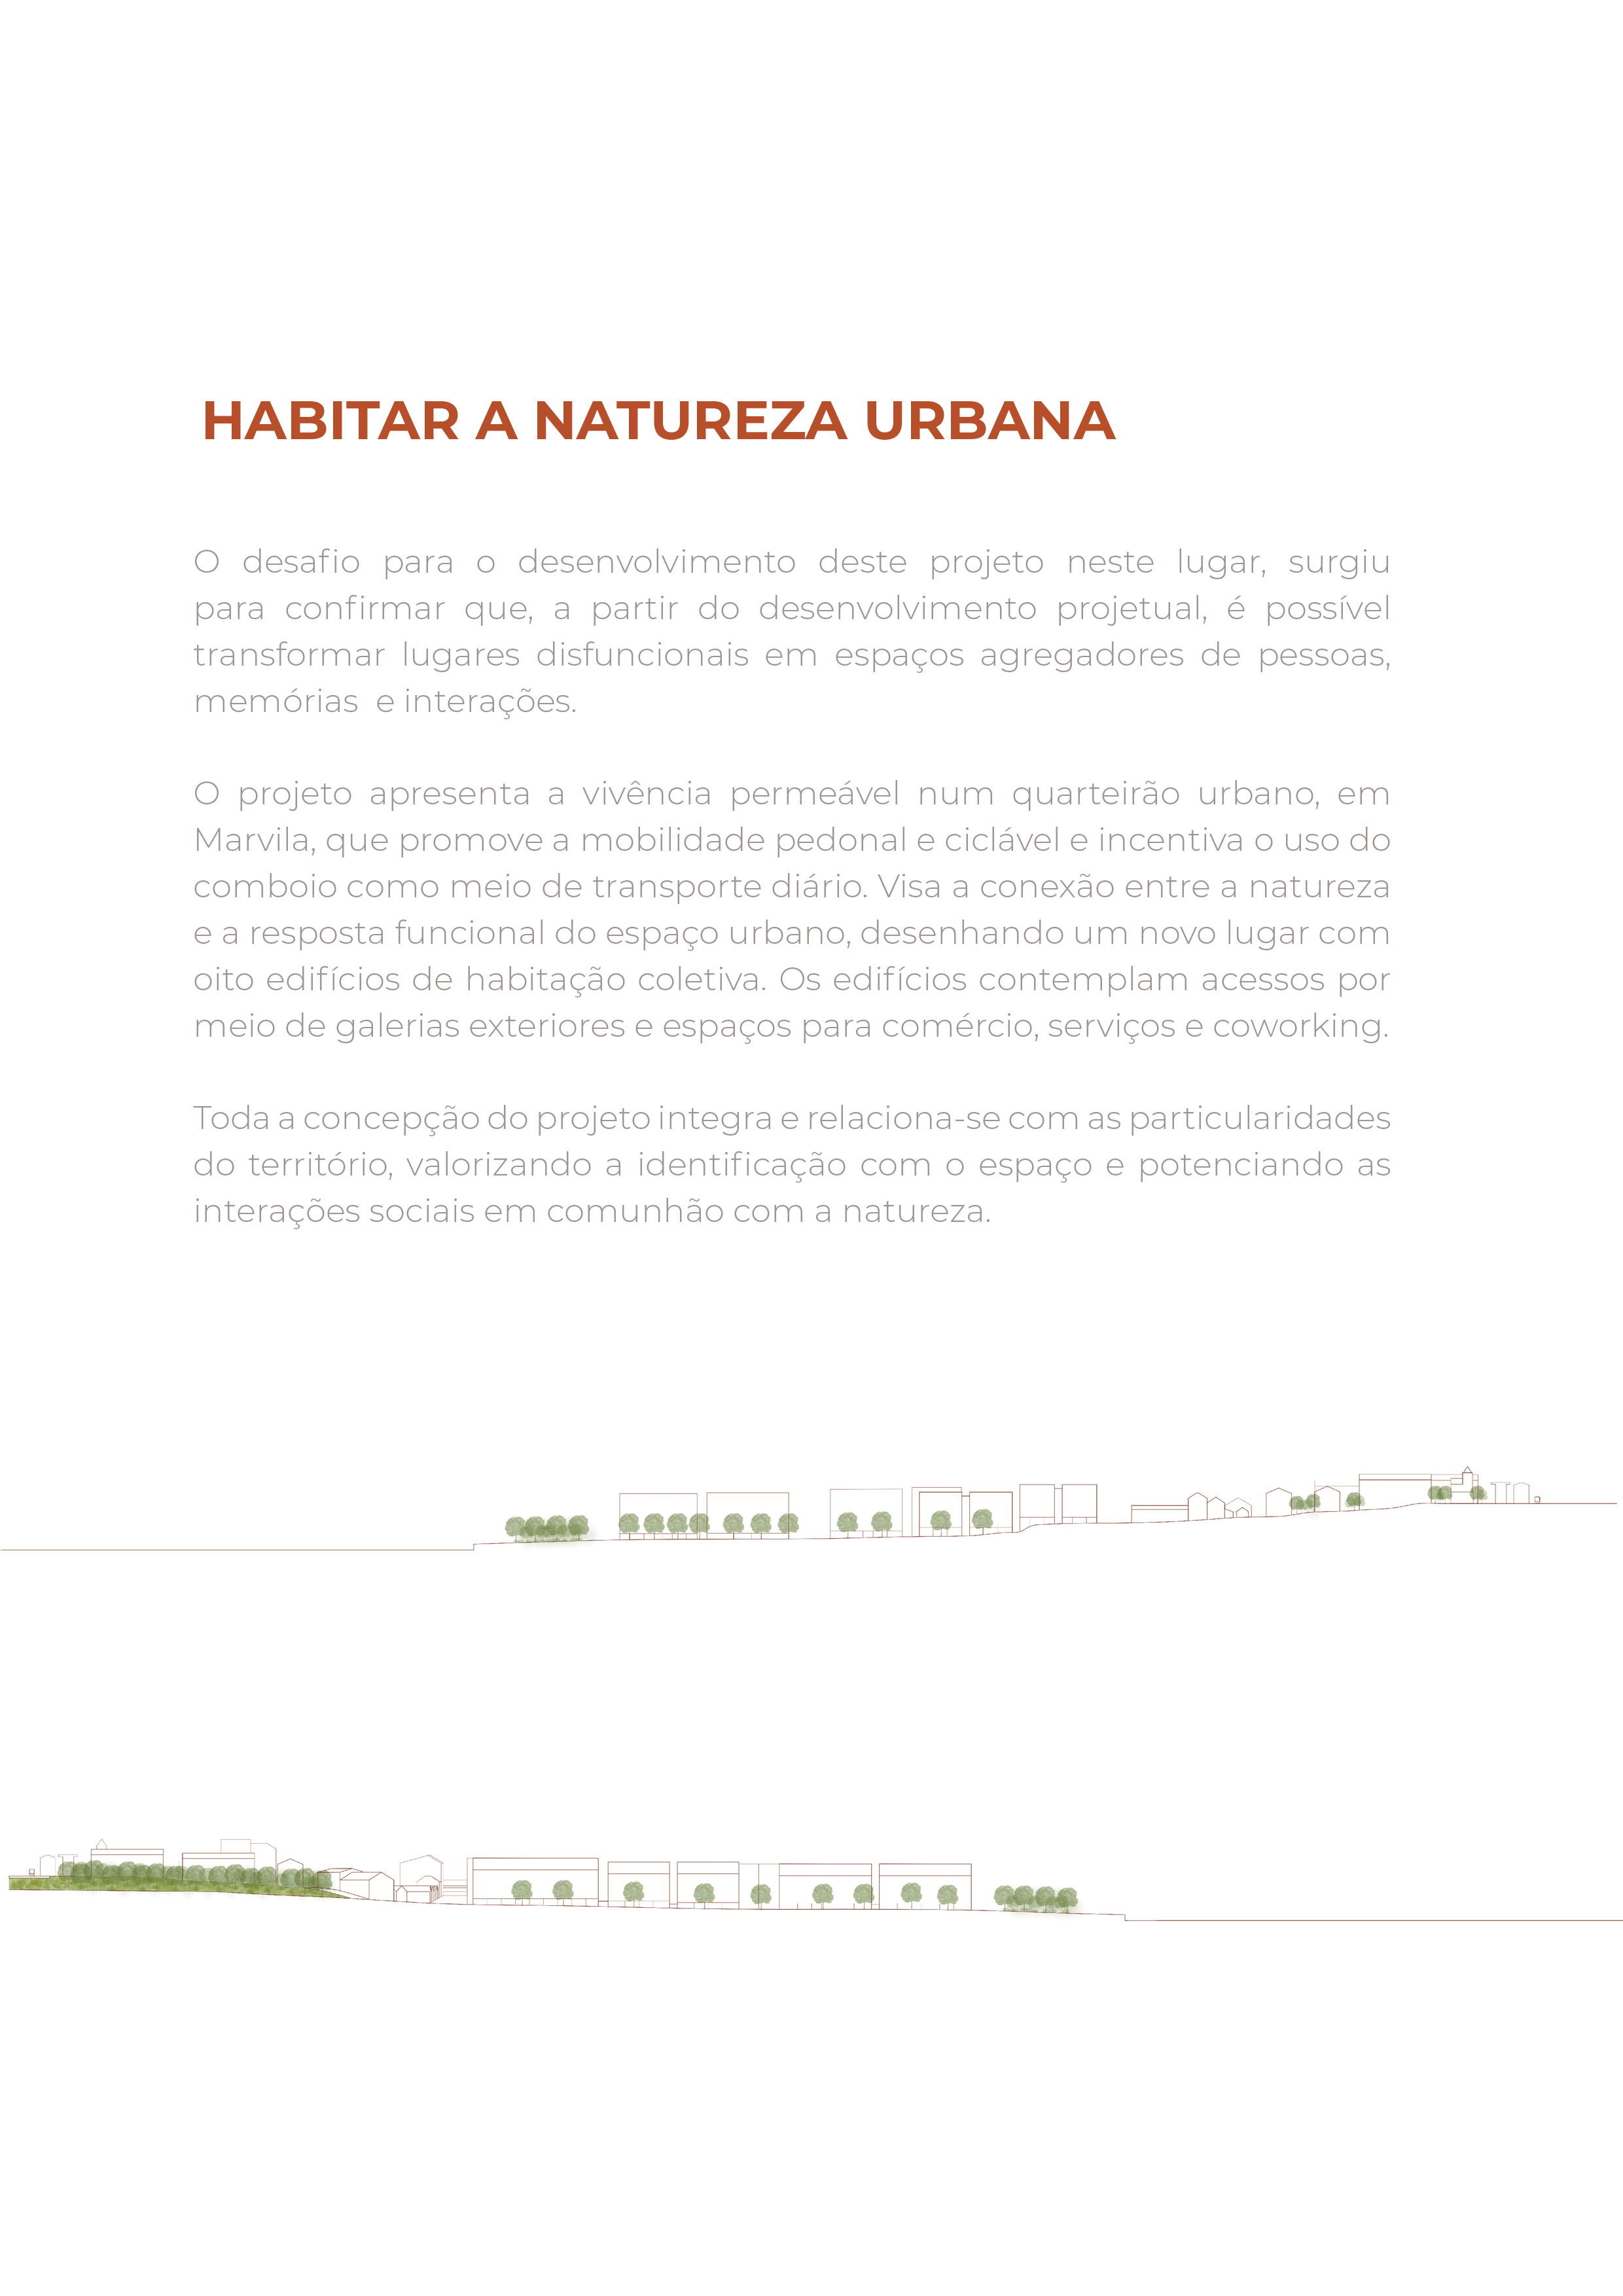 HABITAR A NATUREZA URBANA
O desafio para o desenvolvimento deste projeto neste lugar, surgiu
para confirmar que, a partir do desenvolvimento projetual, é possível
transformar lugares disfuncionais em espaços agregadores de pessoas,
memórias e interações.
O projeto apresenta a vivência permeável num quarteirão urbano, em
Marvila, que promove a mobilidade pedonal e ciclável e incentiva o uso do
comboio como meio de transporte diário. Visa a conexão entre a natureza
e a resposta funcional do espaço urbano, desenhando um novo lugar com
oito edifícios de habitação coletiva. Os edifícios contemplam acessos por
meio de galerias exteriores e espaços para comércio, serviços e coworking.
Toda a concepção do projeto integra e relaciona-se com as particularidades
do território, valorizando a identificação com o espaço e potenciando as
interações sociais em comunhão com a natureza.